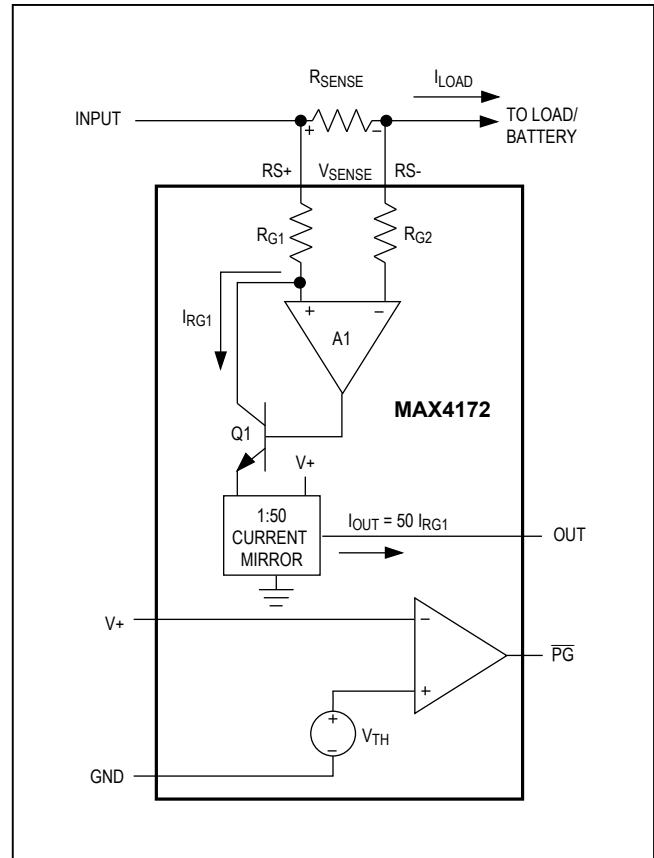 RSENSE
ILOAD
INPUT
+ −
TO LOAD/
BATTERY
RS+ VSENSE RS-
RG1
RG2
+ −
IRG1
A1
MAX4172
Q1
V+
1:50
CURRENT
MIRROR
IOUT = 50 IRG1
OUT
V+
−
PG
+
+
VTH
−
GND